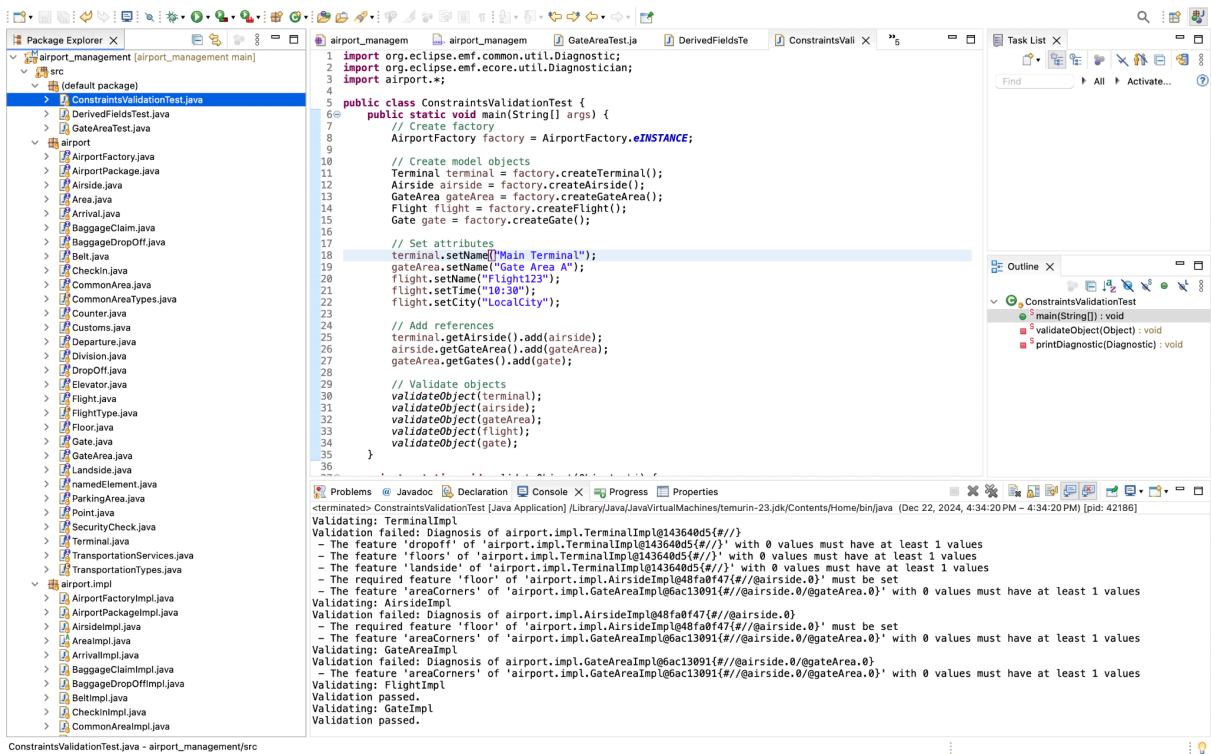 Package Explorer
airport_management [airport_management main]
src
(default package)
ConstraintsValidationTest.java
DerivedFieldsTest.java
GateAreaTest.java
airport
AirportFactory.java
AirportPackage.java
Airside.java
Area.java
Arrival.java
BaggageClaim.java
BaggageDropOff.java
Belt.java
CheckIn.java
CommonArea.java
CommonAreaTypes.java
Counter.java
Customs.java
Departure.java
Division.java
DropOff.java
Elevator.java
Flight.java
FlightType.java
Floor.java
Gate.java
GateArea.java
Landside.java
namedElement.java
ParkingArea.java
Point.java
SecurityCheck.java
Terminal.java
TransportationServices.java
TransportationTypes.java
airport.impl
AirportFactoryImpl.java
AirportPackageImpl.java
AirsideImpl.java
AreaImpl.java
ArrivalImpl.java
BaggageClaimImpl.java
BaggageDropOffImpl.java
BeltImpl.java
CheckInImpl.java
CommonAreaImpl.java
airport_managem airport_managem GateAreaTest.ja DerivedFieldsTe ConstraintsVali 5
1 import org.eclipse.emf.common.util.Diagnostic;
2 import org.eclipse.emf.ecore.util.Diagnostician;
3 import airport.*;
4
5 public class ConstraintsValidationTest {
6 public static void main(String[] args) {
7 // Create factory
8 AirportFactory factory = AirportFactory.eINSTANCE;
9
10 // Create model objects
11 Terminal terminal = factory.createTerminal();
12 Airside airside = factory.createAirside();
13 GateArea gateArea = factory.createGateArea();
14 Flight flight = factory.createFlight();
15 Gate gate = factory.createGate();
16
17 // Set attributes
18 terminal.setName("Main Terminal");
19 gateArea.setName("Gate Area A");
20 flight.setName("Flight123");
21 flight.setTime("10:30");
22 flight.setCity("LocalCity");
23
24 // Add references
25 terminal.getAirside().add(airside);
26 airside.getGateArea().add(gateArea);
27 gateArea.getGates().add(gate);
28
29 // Validate objects
30 validateObject(terminal);
31 validateObject(airside);
32 validateObject(gateArea);
33 validateObject(flight);
34 validateObject(gate);
35 }
36
Task List
Find All Activate...
Outline
ConstraintsValidationTest
main(String[]) : void
validateObject(Object) : void
printDiagnostic(Diagnostic) : void
Problems @ Javadoc Declaration Console Progress Properties
<terminated> ConstraintsValidationTest [Java Application] /Library/Java/JavaVirtualMachines/temurin-23.jdk/Contents/Home/bin/java (Dec 22, 2024, 4:34:20 PM – 4:34:20 PM) [pid: 42186]
Validating: TerminalImpl
Validation failed: Diagnosis of airport.impl.TerminalImpl@143640d5{#//}
- The feature 'dropoff' of 'airport.impl.TerminalImpl@143640d5{#//}' with 0 values must have at least 1 values
- The feature 'floors' of 'airport.impl.TerminalImpl@143640d5{#//}' with 0 values must have at least 1 values
- The feature 'landside' of 'airport.impl.TerminalImpl@143640d5{#//}' with 0 values must have at least 1 values
- The required feature 'floor' of 'airport.impl.AirsideImpl@48fa0f47{#//@airside.0}' must be set
- The feature 'areaCorners' of 'airport.impl.GateAreaImpl@6ac13091{#//@airside.0/@gateArea.0}' with 0 values must have at least 1 values
Validating: AirsideImpl
Validation failed: Diagnosis of airport.impl.AirsideImpl@48fa0f47{#//@airside.0}
- The required feature 'floor' of 'airport.impl.AirsideImpl@48fa0f47{#//@airside.0}' must be set
- The feature 'areaCorners' of 'airport.impl.GateAreaImpl@6ac13091{#//@airside.0/@gateArea.0}' with 0 values must have at least 1 values
Validating: GateAreaImpl
Validation failed: Diagnosis of airport.impl.GateAreaImpl@6ac13091{#//@airside.0/@gateArea.0}
- The feature 'areaCorners' of 'airport.impl.GateAreaImpl@6ac13091{#//@airside.0/@gateArea.0}' with 0 values must have at least 1 values
Validating: FlightImpl
Validation passed.
Validating: GateImpl
Validation passed.
ConstraintsValidationTest.java - airport_management/src